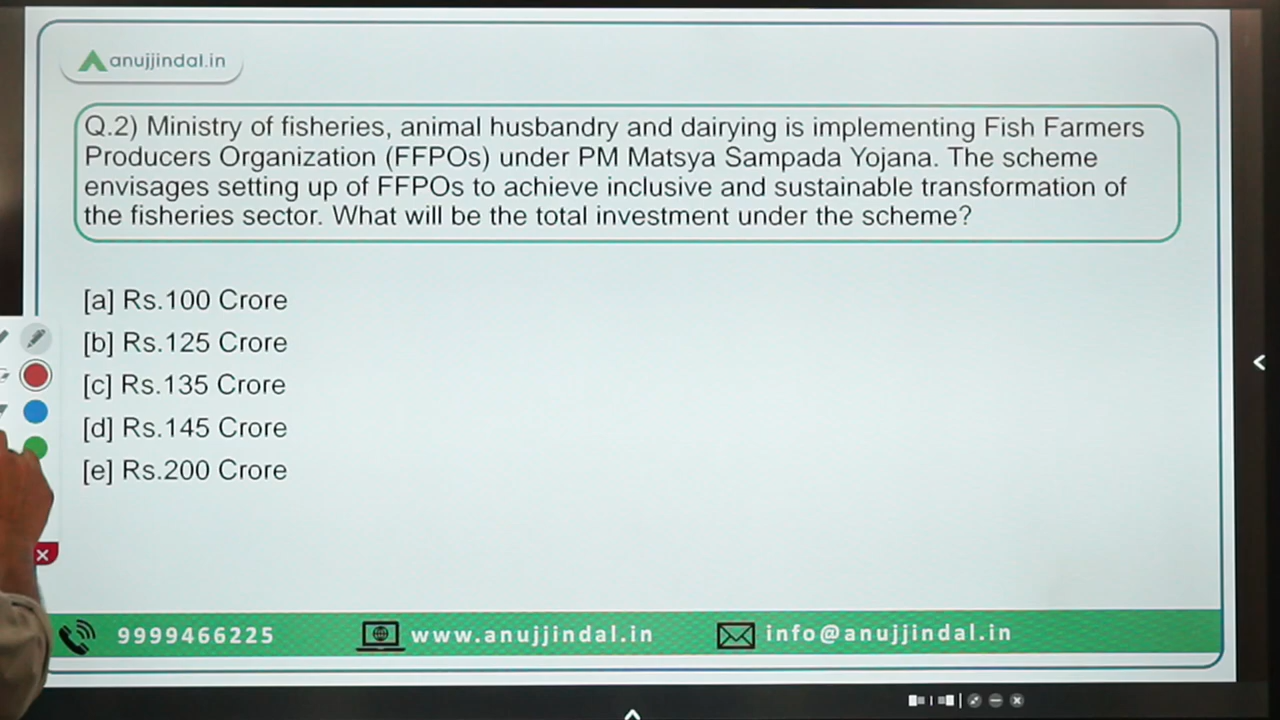 anujjindal.in
Q.2) Ministry of fisheries, animal husbandry and dairying is implementing Fish Farmers
Producers Organization (FFPOs) under PM Matsya Sampada Yojana. The scheme
envisages setting up of FFPOs to achieve inclusive and sustainable transformation of
the fisheries sector. What will be the total investment under the scheme?
[a] Rs.100 Crore
[b] Rs.125 Crore
[c] Rs.135 Crore
[d] Rs.145 Crore
[e] Rs.200 Crore
9999466225 www.anujjindal.in info@anujjindal.in